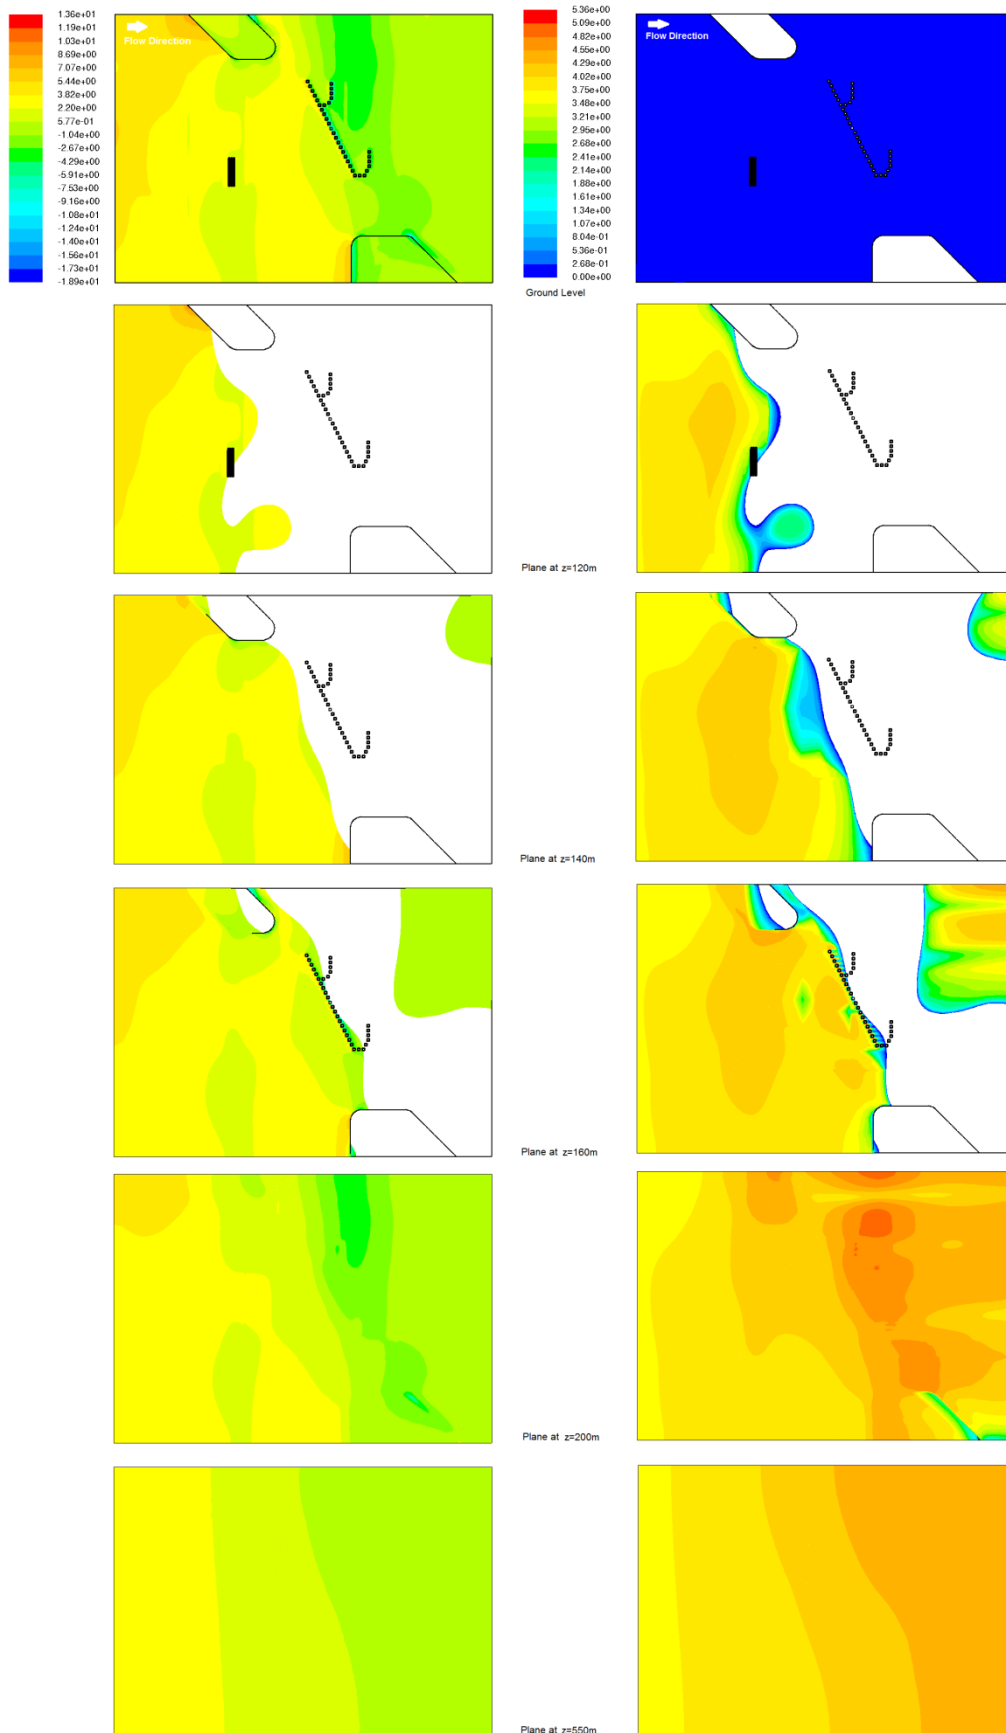 1.36e+01
1.19e+01
1.03e+01
8.69e+00
7.07e+00
5.44e+00
3.82e+00
2.20e+00
5.77e-01
-1.04e+00
-2.67e+00
-4.29e+00
-5.91e+00
-7.53e+00
-9.16e+00
-1.08e+01
-1.24e+01
-1.40e+01
-1.56e+01
-1.73e+01
-1.89e+01
Flow Direction
5.36e+00
5.09e+00
4.82e+00
4.55e+00
4.29e+00
4.02e+00
3.75e+00
3.48e+00
3.21e+00
2.95e+00
2.68e+00
2.41e+00
2.14e+00
1.88e+00
1.61e+00
1.34e+00
1.07e+00
8.04e-01
5.36e-01
2.68e-01
0.00e+00
Flow Direction
Ground Level
Plane at z=120m
Plane at z=140m
Plane at z=160m
Plane at z=200m
Plane at z=550m